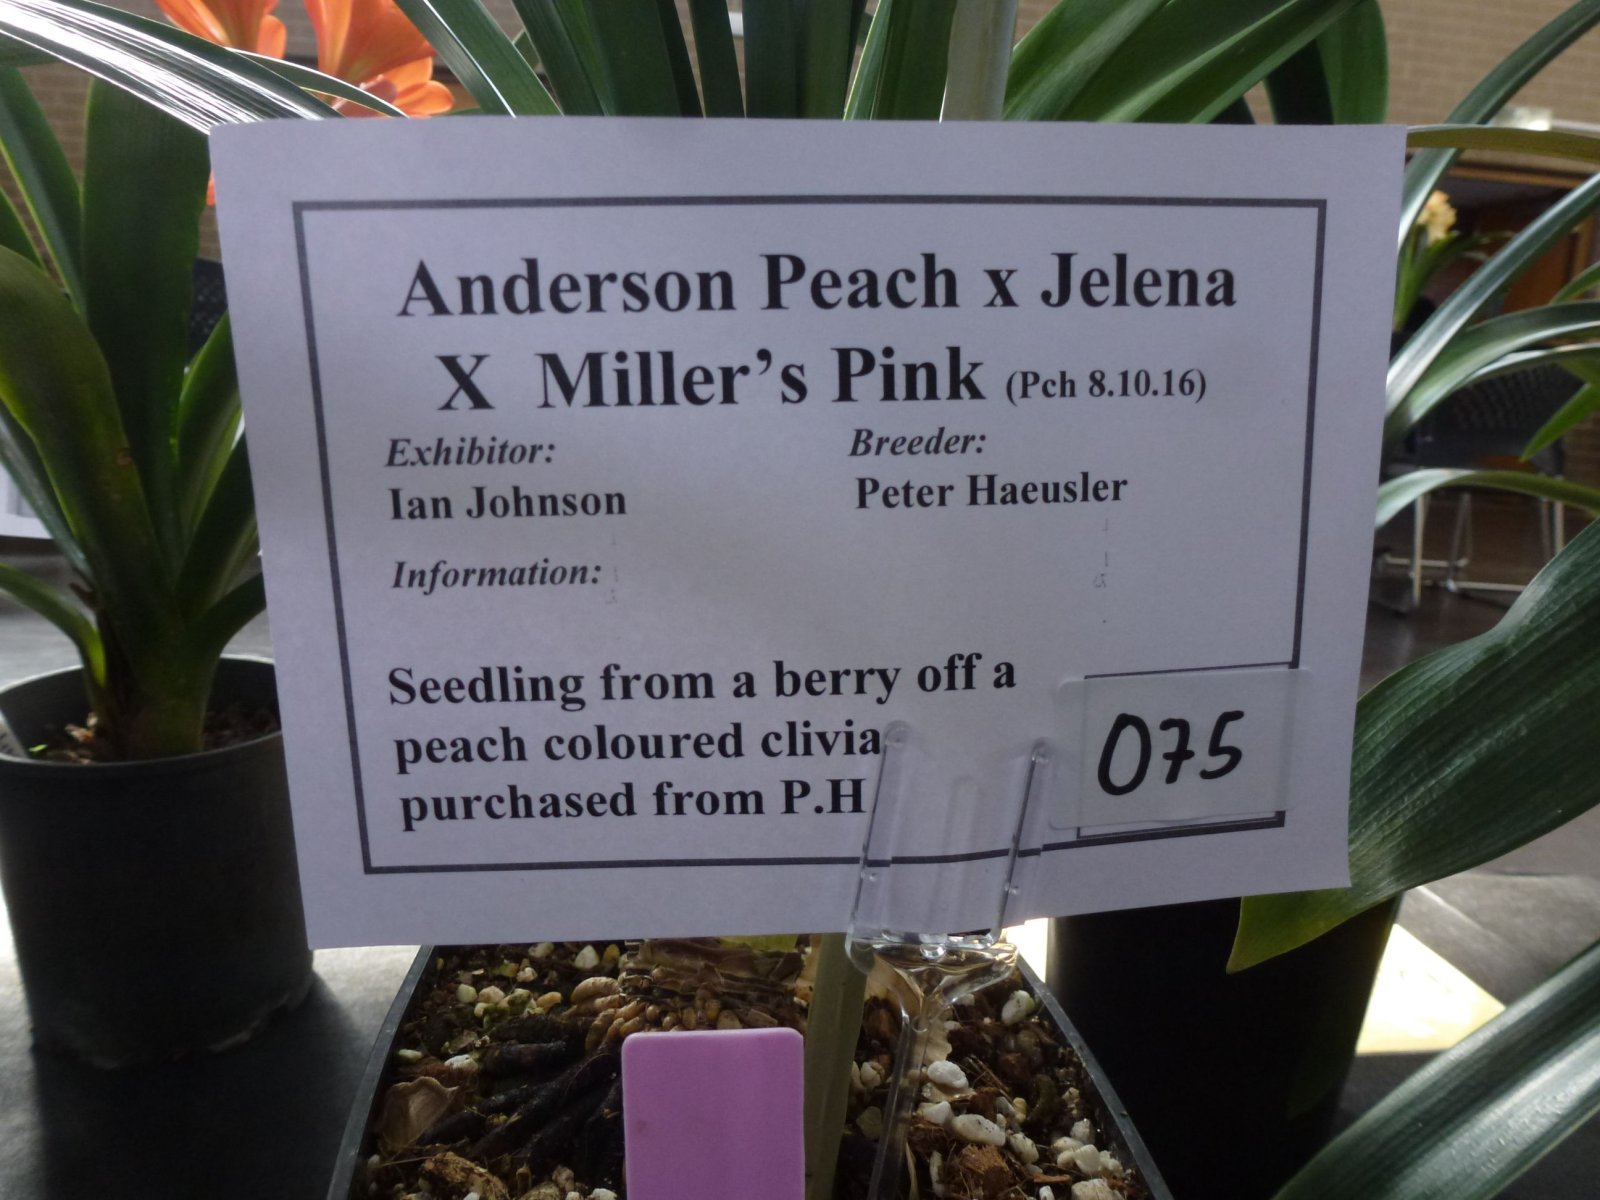 Anderson Peach x Jelena
X Miller's Pink (Pch 8.10.16)
Exhibitor:
Breeder:
Ian Johnson
Peter Haeusler
Information:
Seedling from a berry off a
peach coloured clivia
purchased from P.H
075